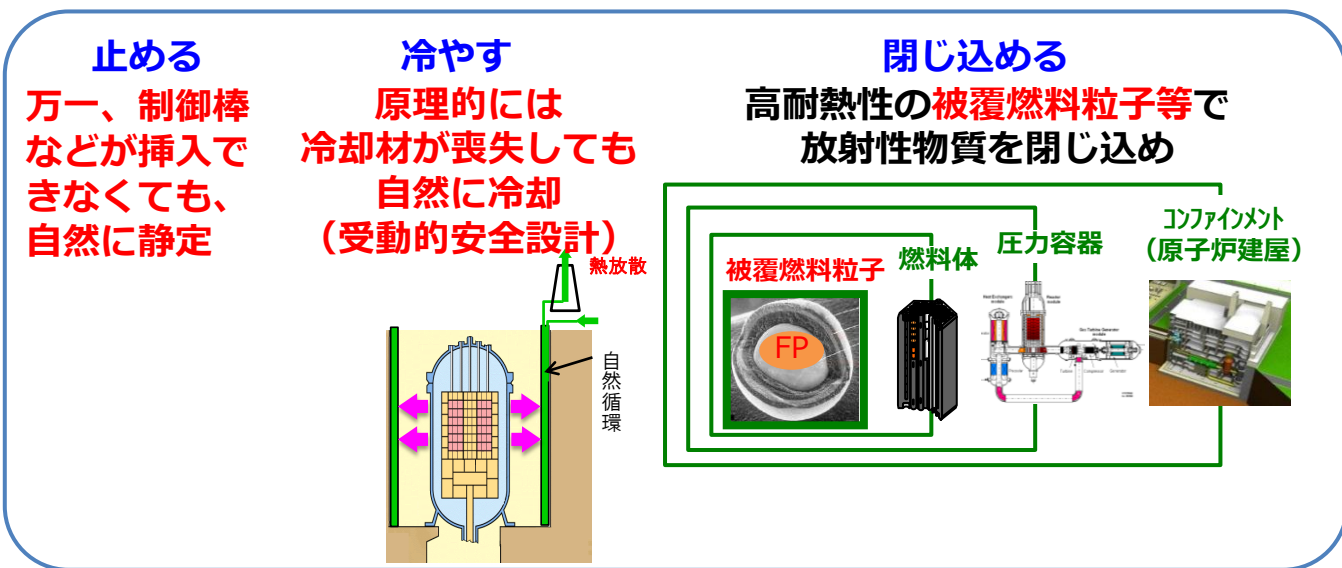 止める
万一、制御棒
などが挿入で
きなくても、
自然に静定
冷やす
原理的には
冷却材が喪失しても
自然に冷却
（受動的安全設計）
熱放散
自然循環
閉じ込める
高耐熱性の被覆燃料粒子等で
放射性物質を閉じ込め
被覆燃料粒子
FP
燃料体
圧力容器
コンファインメント
（原子炉建屋）